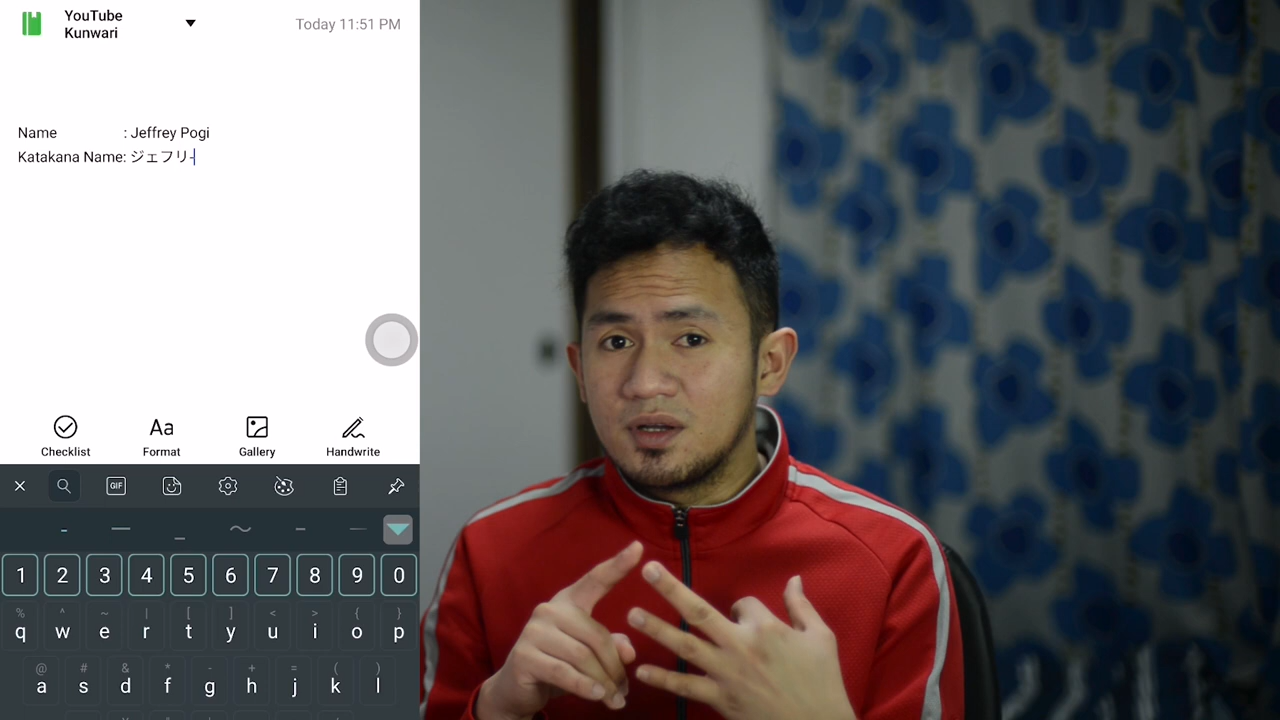 YouTube
Kunwari
Today 11:51 PM
Name : Jeffrey Pogi
Katakana Name: ジェフリ-
Checklist
Aa
Format
Gallery
Handwrite
GIF
- — _ ~ - —
1 2 3 4 5 6 7 8 9 0
% ^ ~ | [ ] < > { }
q w e r t y u i o p
@ # & * - + = ( )
a s d f g h j k l